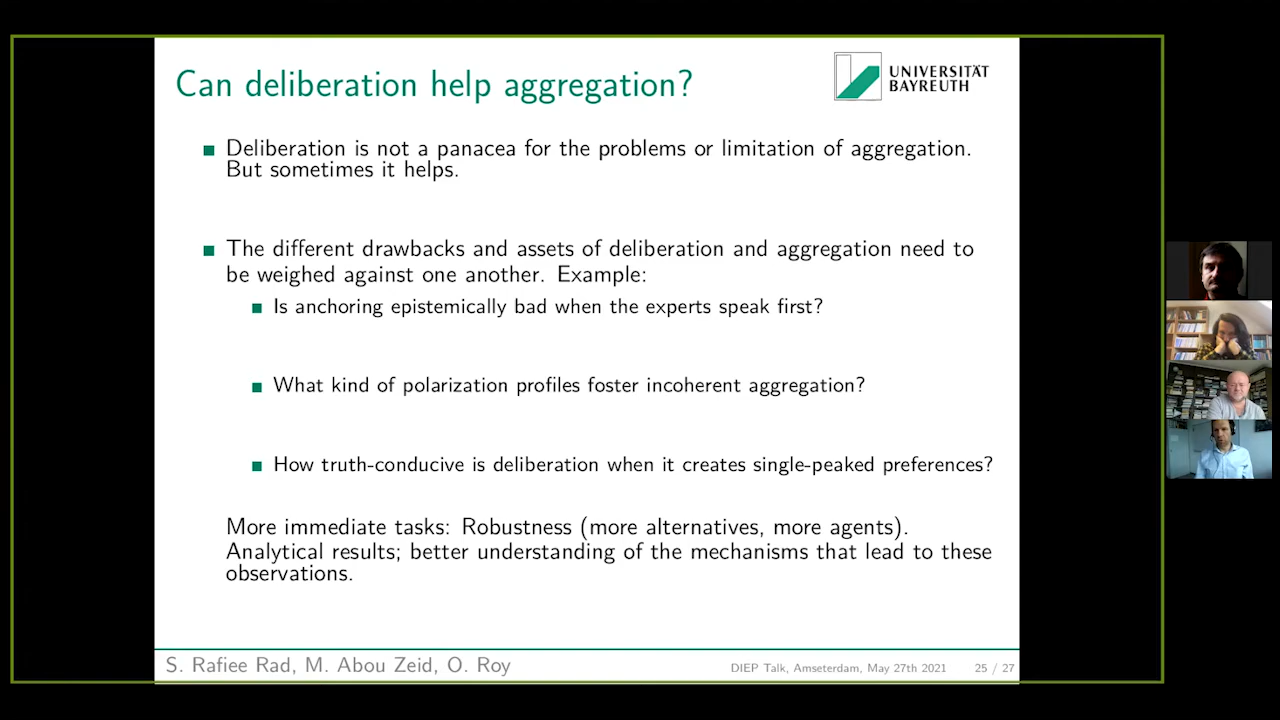 Can deliberation help aggregation?
UNIVERSITÄT
BAYREUTH
Deliberation is not a panacea for the problems or limitation of aggregation.
But sometimes it helps.
The different drawbacks and assets of deliberation and aggregation need to
be weighed against one another. Example:
Is anchoring epistemically bad when the experts speak first?
What kind of polarization profiles foster incoherent aggregation?
How truth-conducive is deliberation when it creates single-peaked preferences?
More immediate tasks: Robustness (more alternatives, more agents).
Analytical results; better understanding of the mechanisms that lead to these
observations.
S. Rafiee Rad, M. Abou Zeid, O. Roy
DIEP Talk, Amseterdam, May 27th 2021
25 / 27